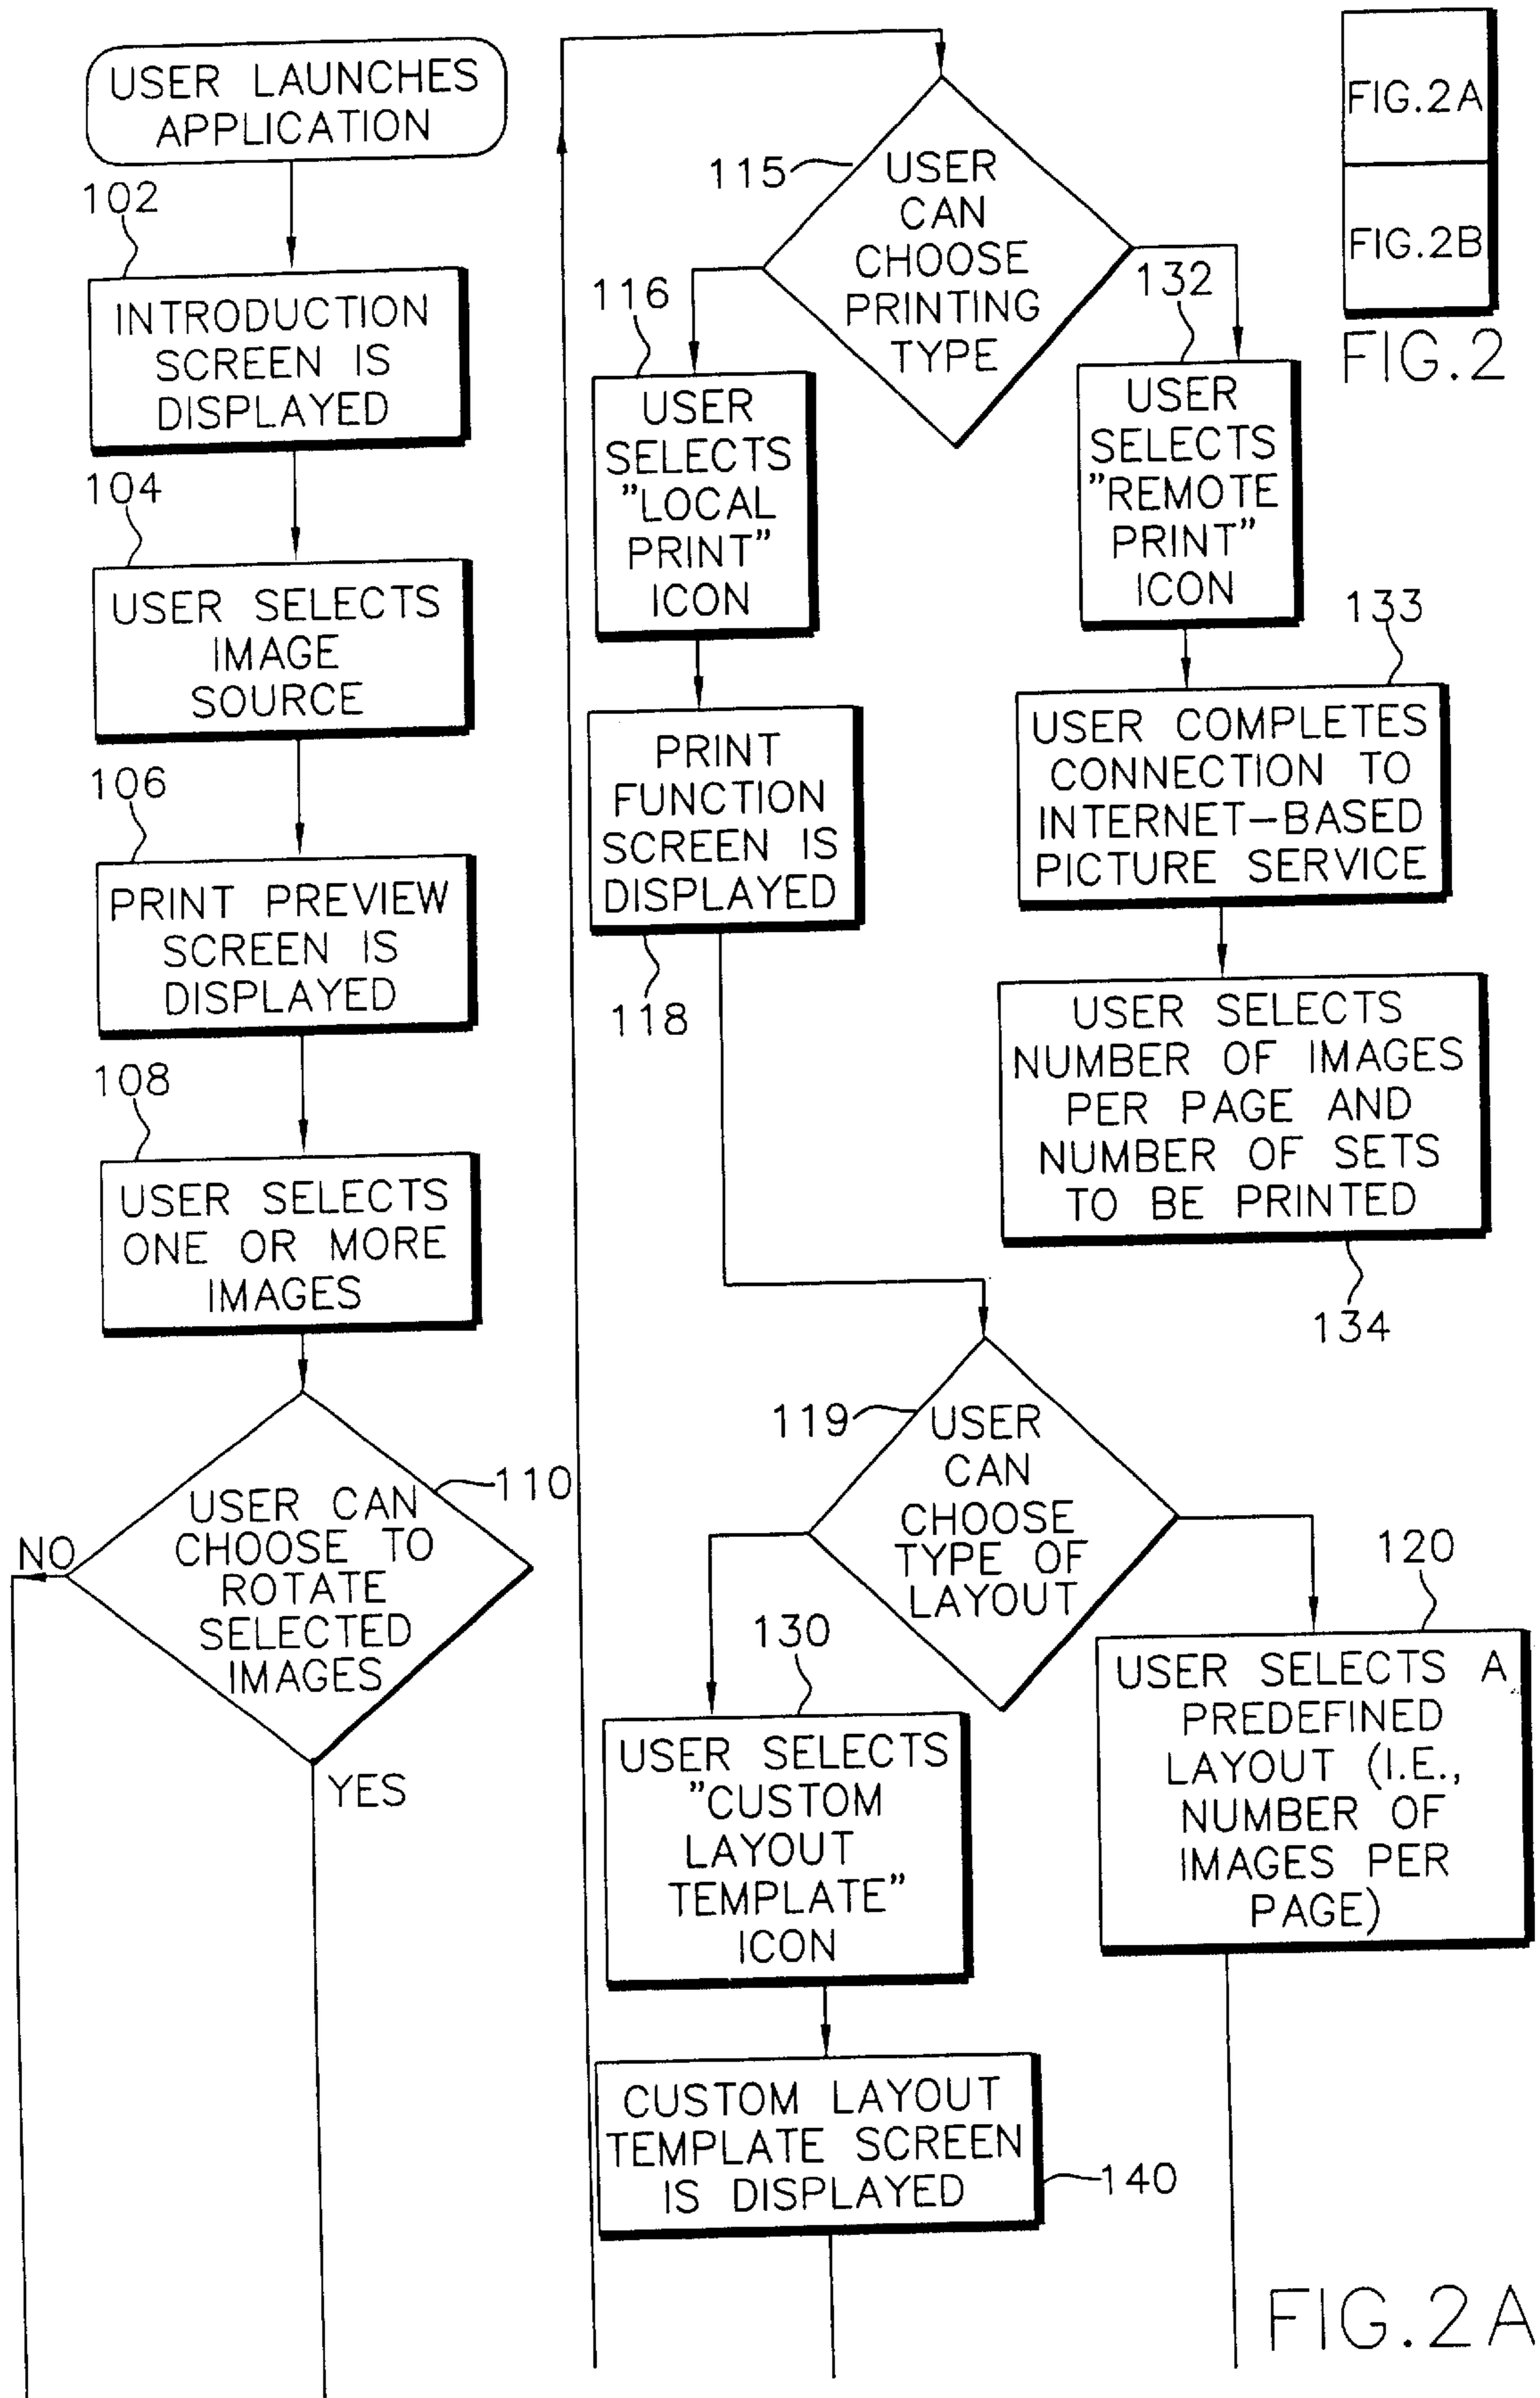 USER LAUNCHES
APPLICATION
102
INTRODUCTION
SCREEN IS
DISPLAYED
104
USER SELECTS
IMAGE
SOURCE
106
PRINT PREVIEW
SCREEN IS
DISPLAYED
108
USER SELECTS
ONE OR MORE
IMAGES
110
USER CAN
CHOOSE TO
ROTATE
SELECTED
IMAGES
NO
YES
115
USER
CAN
CHOOSE
PRINTING
TYPE
116
USER
SELECTS
"LOCAL
PRINT"
ICON
PRINT
FUNCTION
SCREEN IS
DISPLAYED
118
132
USER
SELECTS
"REMOTE
PRINT"
ICON
133
USER COMPLETES
CONNECTION TO
INTERNET-BASED
PICTURE SERVICE
USER SELECTS
NUMBER OF IMAGES
PER PAGE AND
NUMBER OF SETS
TO BE PRINTED
134
119
USER
CAN
CHOOSE
TYPE OF
LAYOUT
130
USER SELECTS
"CUSTOM
LAYOUT
TEMPLATE"
ICON
CUSTOM LAYOUT
TEMPLATE SCREEN
IS DISPLAYED
140
120
USER SELECTS A
PREDEFINED
LAYOUT (I.E.,
NUMBER OF
IMAGES PER
PAGE)
FIG.2A
FIG.2B
FIG.2
FIG.2A